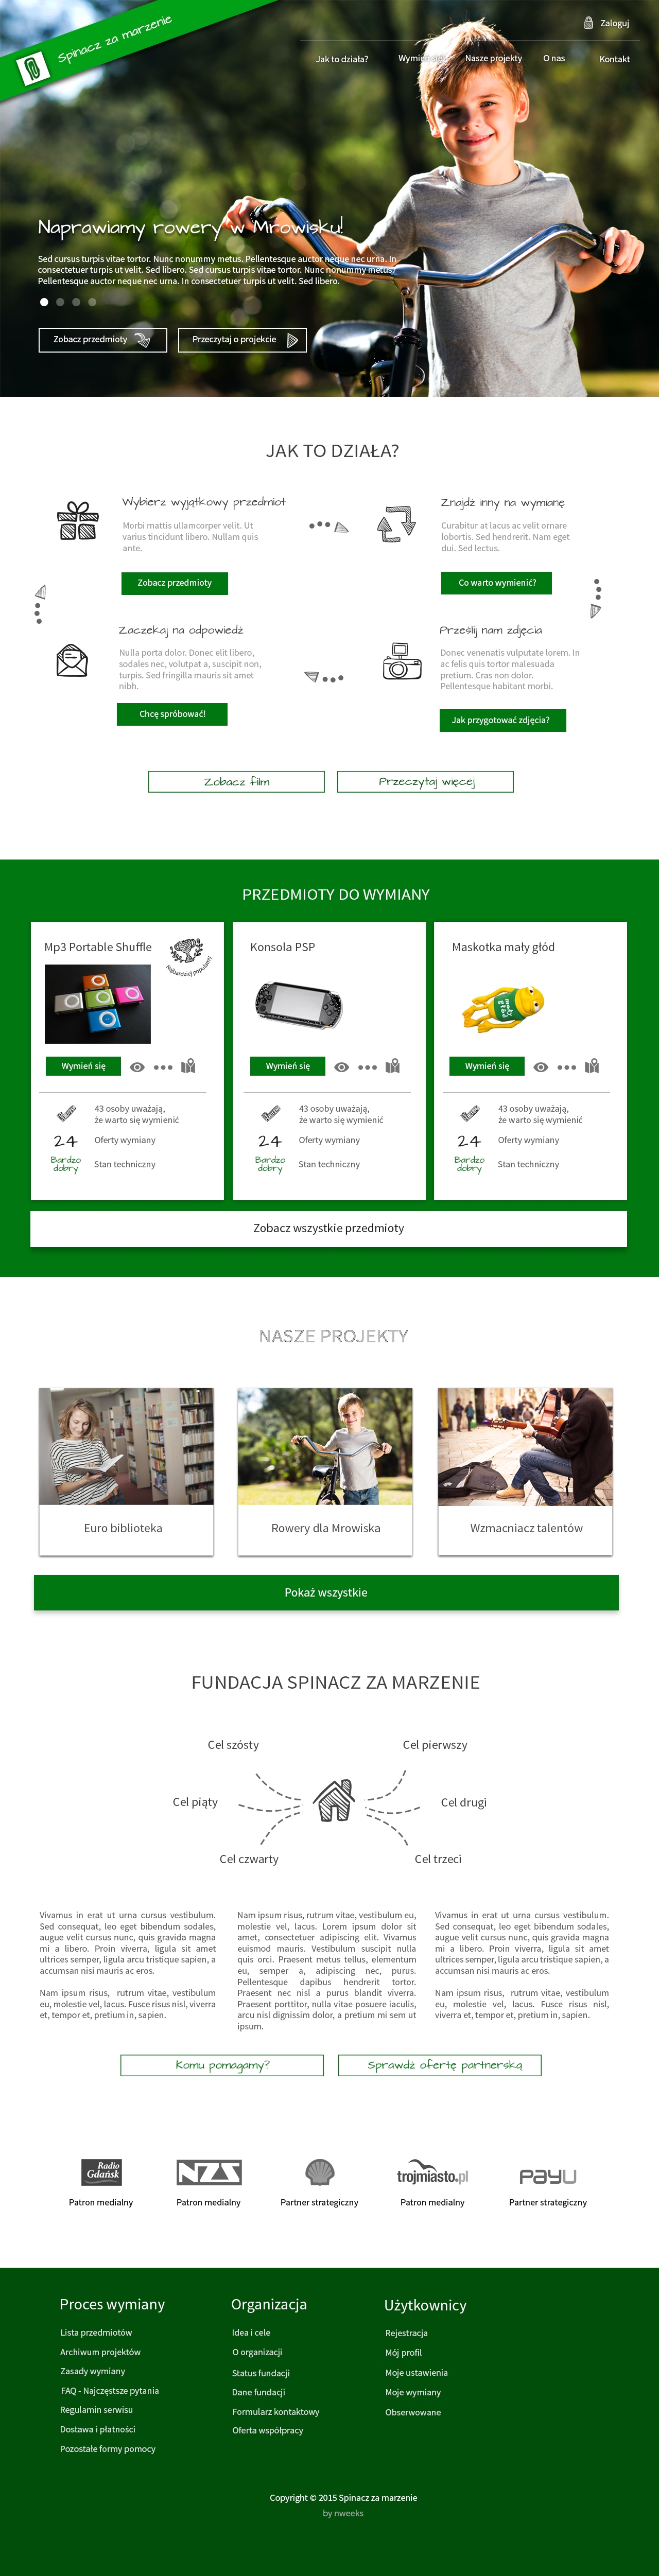 Spinacz za marzenie
Zaloguj
Jak to działa?
Nasze projekty
O nas
Kontakt
Naprawiamy rowery w Mrowisku!
Sed cursus turpis vitae tortor. Nunc nonummy metus. Pellentesque auctor neque nec urna. In
consectetuer turpis ut velit. Sed libero. Sed cursus turpis vitae tortor. Nunc nonummy metus.
Pellentesque auctor neque nec urna. In consectetuer turpis ut velit. Sed libero.
Zobacz przedmioty
Przeczytaj o projekcie
JAK TO DZIAŁA?
Wybierz wyjątkowy przedmiot
Morbi mattis ullamcorper velit. Ut
varius tincidunt libero. Nullam quis
ante.
Zobacz przedmioty
Znajdź inny na wymianę
Curabitur at lacus ac velit ornare
lobortis. Sed hendrerit. Nam eget
dui. Sed lectus.
Co warto wymienić?
Zaczekaj na odpowiedź
Nulla porta dolor. Donec elit libero,
sodales nec, volutpat a, suscipit non,
turpis. Sed fringilla mauris sit amet
nibh.
Chcę spróbować!
Prześlij nam zdjęcia
Donec venenatis vulputate lorem. In
ac felis quis tortor malesuada
pretium. Cras non dolor.
Pellentesque habitant morbi.
Jak przygotować zdjęcia?
Zobacz film
Przeczytaj więcej
PRZEDMIOTY DO WYMIANY
Mp3 Portable Shuffle
najbardziej popularny
Wymień się
43 osoby uważają,
że warto się wymienić
24
Oferty wymiany
Bardzo
dobry
Stan techniczny
Konsola PSP
Wymień się
43 osoby uważają,
że warto się wymienić
24
Oferty wymiany
Bardzo
dobry
Stan techniczny
Maskotka mały głód
mały
głód
Wymień się
43 osoby uważają,
że warto się wymienić
24
Oferty wymiany
Bardzo
dobry
Stan techniczny
Zobacz wszystkie przedmioty
NASZE PROJEKTY
Euro biblioteka
Rowery dla Mrowiska
Wzmacniacz talentów
Pokaż wszystkie
FUNDACJA SPINACZ ZA MARZENIE
Cel szósty
Cel pierwszy
Cel piąty
Cel drugi
Cel czwarty
Cel trzeci
Vivamus in erat ut urna cursus vestibulum.
Sed consequat, leo eget bibendum sodales,
augue velit cursus nunc, quis gravida magna
mi a libero. Proin viverra, ligula sit amet
ultrices semper, ligula arcu tristique sapien, a
accumsan nisi mauris ac eros.
Nam ipsum risus, rutrum vitae, vestibulum
eu, molestie vel, lacus. Fusce risus nisl, viverra
et, tempor et, pretium in, sapien.
Nam ipsum risus, rutrum vitae, vestibulum eu,
molestie vel, lacus. Lorem ipsum dolor sit
amet, consectetuer adipiscing elit. Vivamus
euismod mauris. Vestibulum suscipit nulla
quis orci. Praesent metus tellus, elementum
eu, semper a, adipiscing nec, purus.
Pellentesque dapibus hendrerit tortor.
Praesent nec nisl a purus blandit viverra.
Praesent porttitor, nulla vitae posuere iaculis,
arcu nisl dignissim dolor, a pretium mi sem ut
ipsum.
Vivamus in erat ut urna cursus vestibulum.
Sed consequat, leo eget bibendum sodales,
augue velit cursus nunc, quis gravida magna
mi a libero. Proin viverra, ligula sit amet
ultrices semper, ligula arcu tristique sapien, a
accumsan nisi mauris ac eros.
Nam ipsum risus, rutrum vitae, vestibulum
eu, molestie vel, lacus. Fusce risus nisl,
viverra et, tempor et, pretium in, sapien.
Komu pomagamy?
Sprawdź ofertę partnerską
Radio
Gdańsk
NZS
trojmiasto.pl
PayU
Patron medialny
Patron medialny
Partner strategiczny
Patron medialny
Partner strategiczny
Proces wymiany
Lista przedmiotów
Archiwum projektów
Zasady wymiany
FAQ - Najczęstsze pytania
Regulamin serwisu
Dostawa i płatności
Pozostałe formy pomocy
Organizacja
Idea i cele
O organizacji
Status fundacji
Dane fundacji
Formularz kontaktowy
Oferta współpracy
Użytkownicy
Rejestracja
Mój profil
Moje ustawienia
Moje wymiany
Obserwowane
Copyright © 2015 Spinacz za marzenie
by nweeks